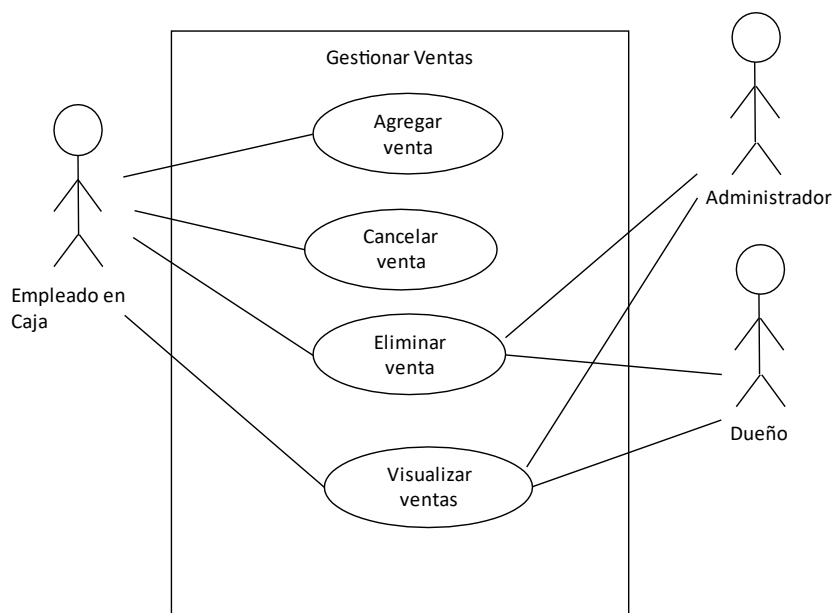 Gestionar Ventas
Agregar
venta
Administrador
Cancelar
venta
Empleado en
Caja
Eliminar
venta
Dueño
Visualizar
ventas